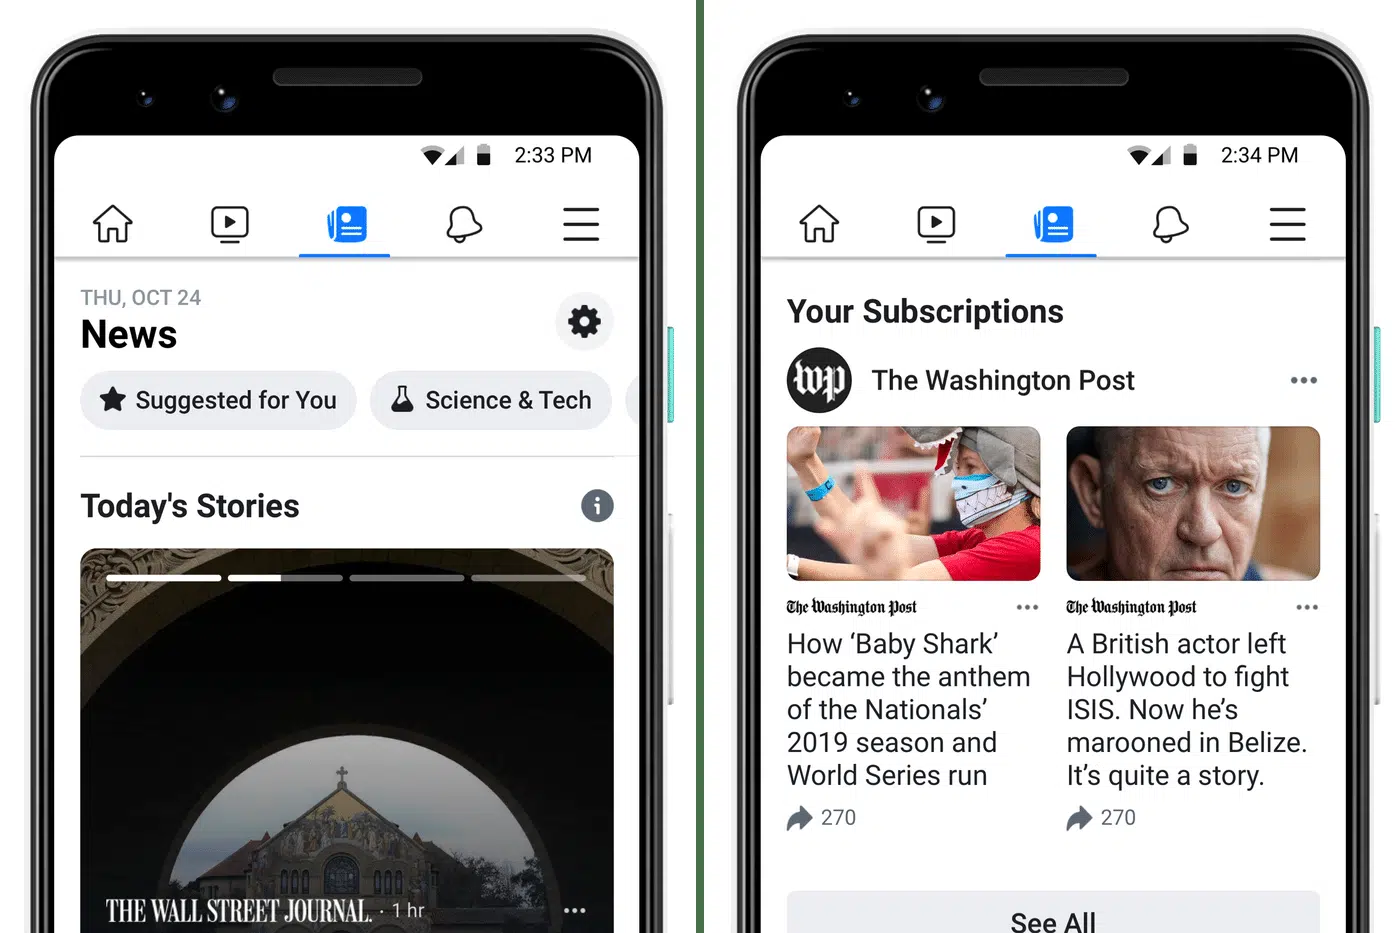 2:33 PM
THU, OCT 24
News
Suggested for You
Science & Tech
Today's Stories
THE WALL STREET JOURNAL. · 1 hr
2:34 PM
Your Subscriptions
wp The Washington Post
The Washington Post
How ‘Baby Shark’
became the anthem
of the Nationals’
2019 season and
World Series run
270
The Washington Post
A British actor left
Hollywood to fight
ISIS. Now he’s
marooned in Belize.
It’s quite a story.
270
See All